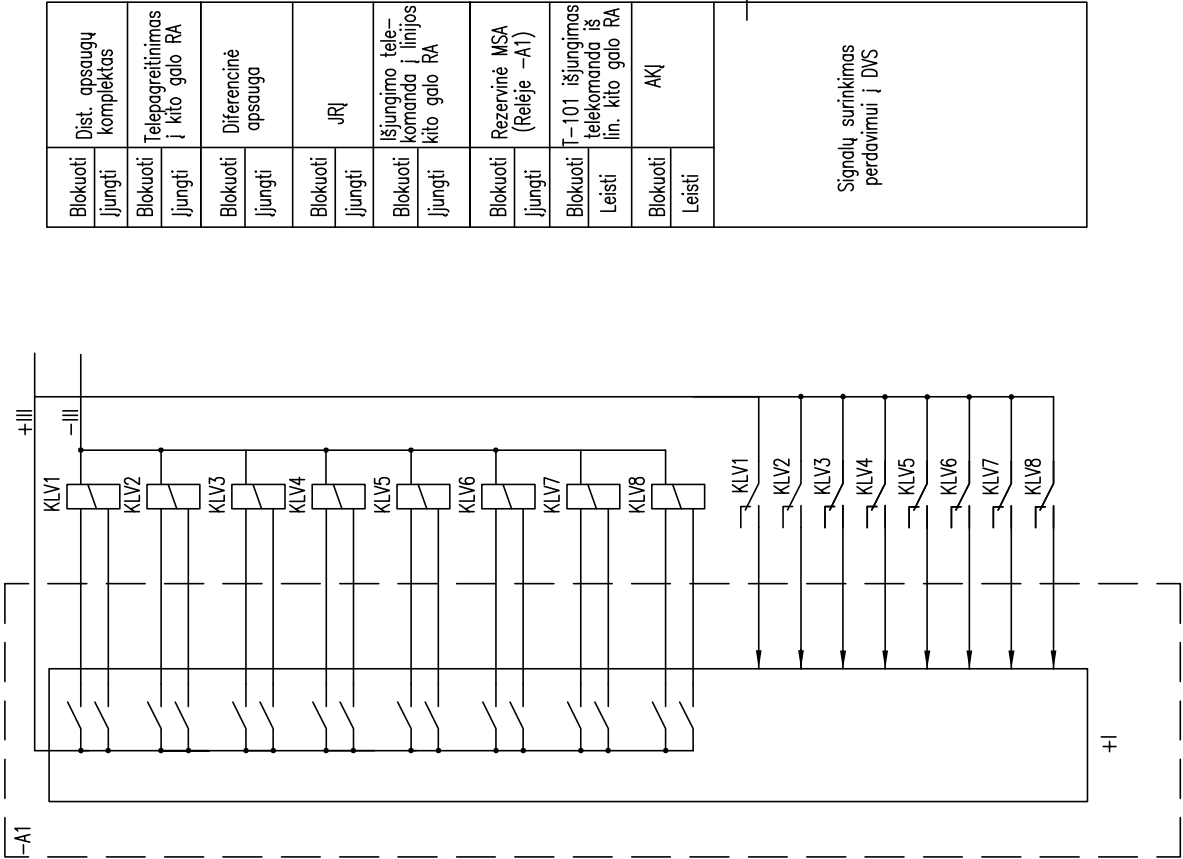 Dist. apsaugų
komplektas
Blokuoti
Įjungti
Telepagreitinimas
į kito galo RA
Blokuoti
Įjungti
Diferencinė
apsauga
Blokuoti
Įjungti
JRĮ
Blokuoti
Įjungti
Išjungimo tele-
komanda į linijos
kito galo RA
Blokuoti
Įjungti
Rezervinė MSA
(Relėje -A1)
Blokuoti
Įjungti
T-101 išjungimas
telekomanda iš
lin. kito galo RA
Blokuoti
Leisti
AKĮ
Blokuoti
Leisti
Signalų surinkimas
perdavimui į DVS
+III
-III
KLV1
KLV2
KLV3
KLV4
KLV5
KLV6
KLV7
KLV8
KLV1
KLV2
KLV3
KLV4
KLV5
KLV6
KLV7
KLV8
-A1
+I